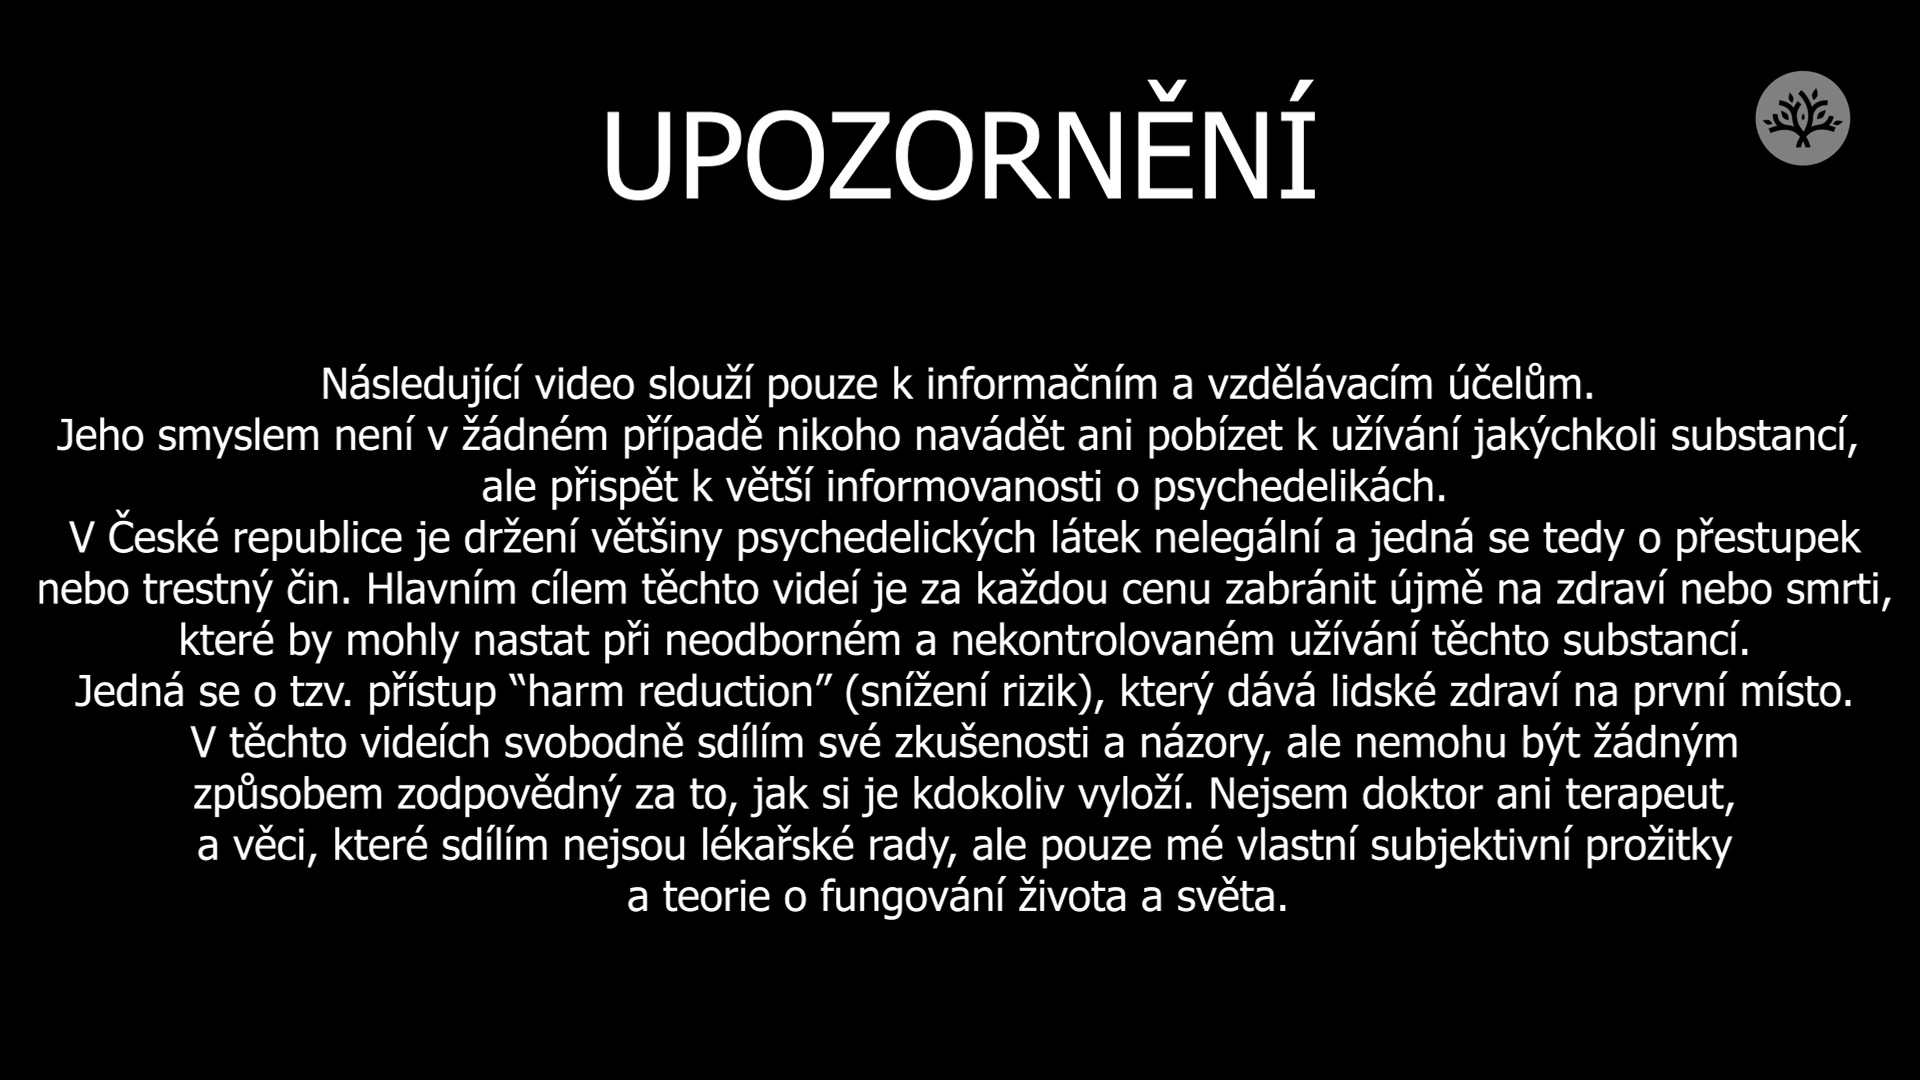 UPOZORNĚNÍ
Následující video slouží pouze k informačním a vzdělávacím účelům.
Jeho smyslem není v žádném případě nikoho navádět ani pobízet k užívání jakýchkoli substancí,
ale přispět k větší informovanosti o psychedelikách.
V České republice je držení většiny psychedelických látek nelegální a jedná se tedy o přestupek
nebo trestný čin. Hlavním cílem těchto videí je za každou cenu zabránit újmě na zdraví nebo smrti,
které by mohly nastat při neodborném a nekontrolovaném užívání těchto substancí.
Jedná se o tzv. přístup “harm reduction” (snížení rizik), který dává lidské zdraví na první místo.
V těchto videích svobodně sdílím své zkušenosti a názory, ale nemohu být žádným
způsobem zodpovědný za to, jak si je kdokoliv vyloží. Nejsem doktor ani terapeut,
a věci, které sdílím nejsou lékařské rady, ale pouze mé vlastní subjektivní prožitky
a teorie o fungování života a světa.